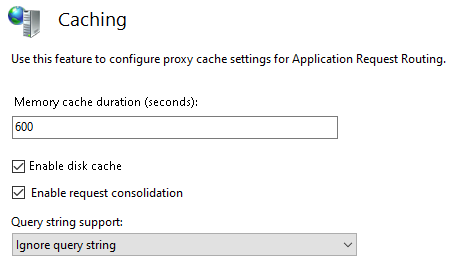 Caching
Use this feature to configure proxy cache settings for Application Request Routing.
Memory cache duration (seconds):
600
Enable disk cache
Enable request consolidation
Query string support:
Ignore query string